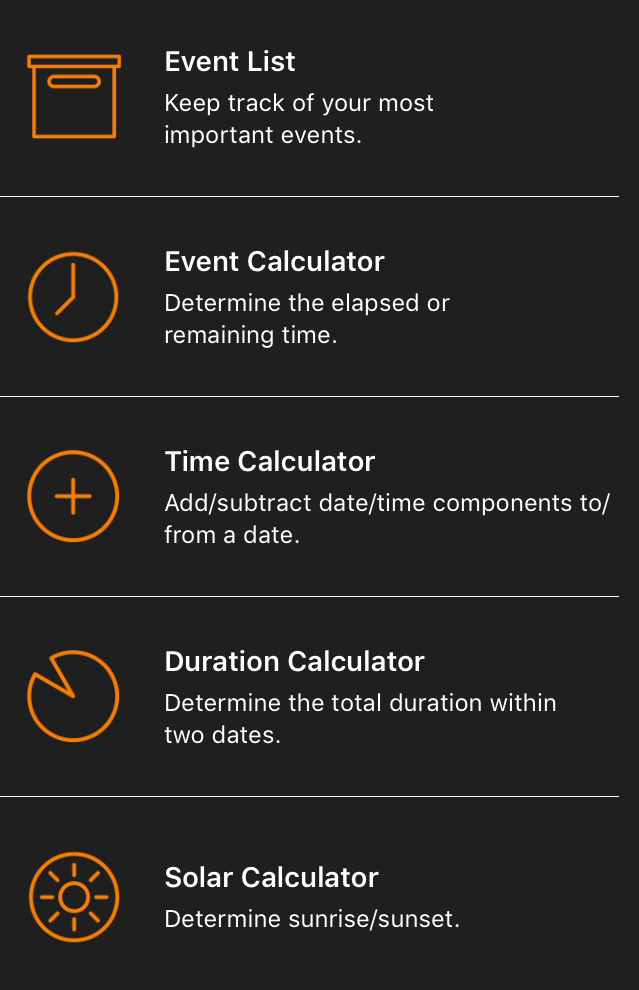 Event List
Keep track of your most
important events.
Event Calculator
Determine the elapsed or
remaining time.
Time Calculator
Add/subtract date/time components to/
from a date.
Duration Calculator
Determine the total duration within
two dates.
Solar Calculator
Determine sunrise/sunset.